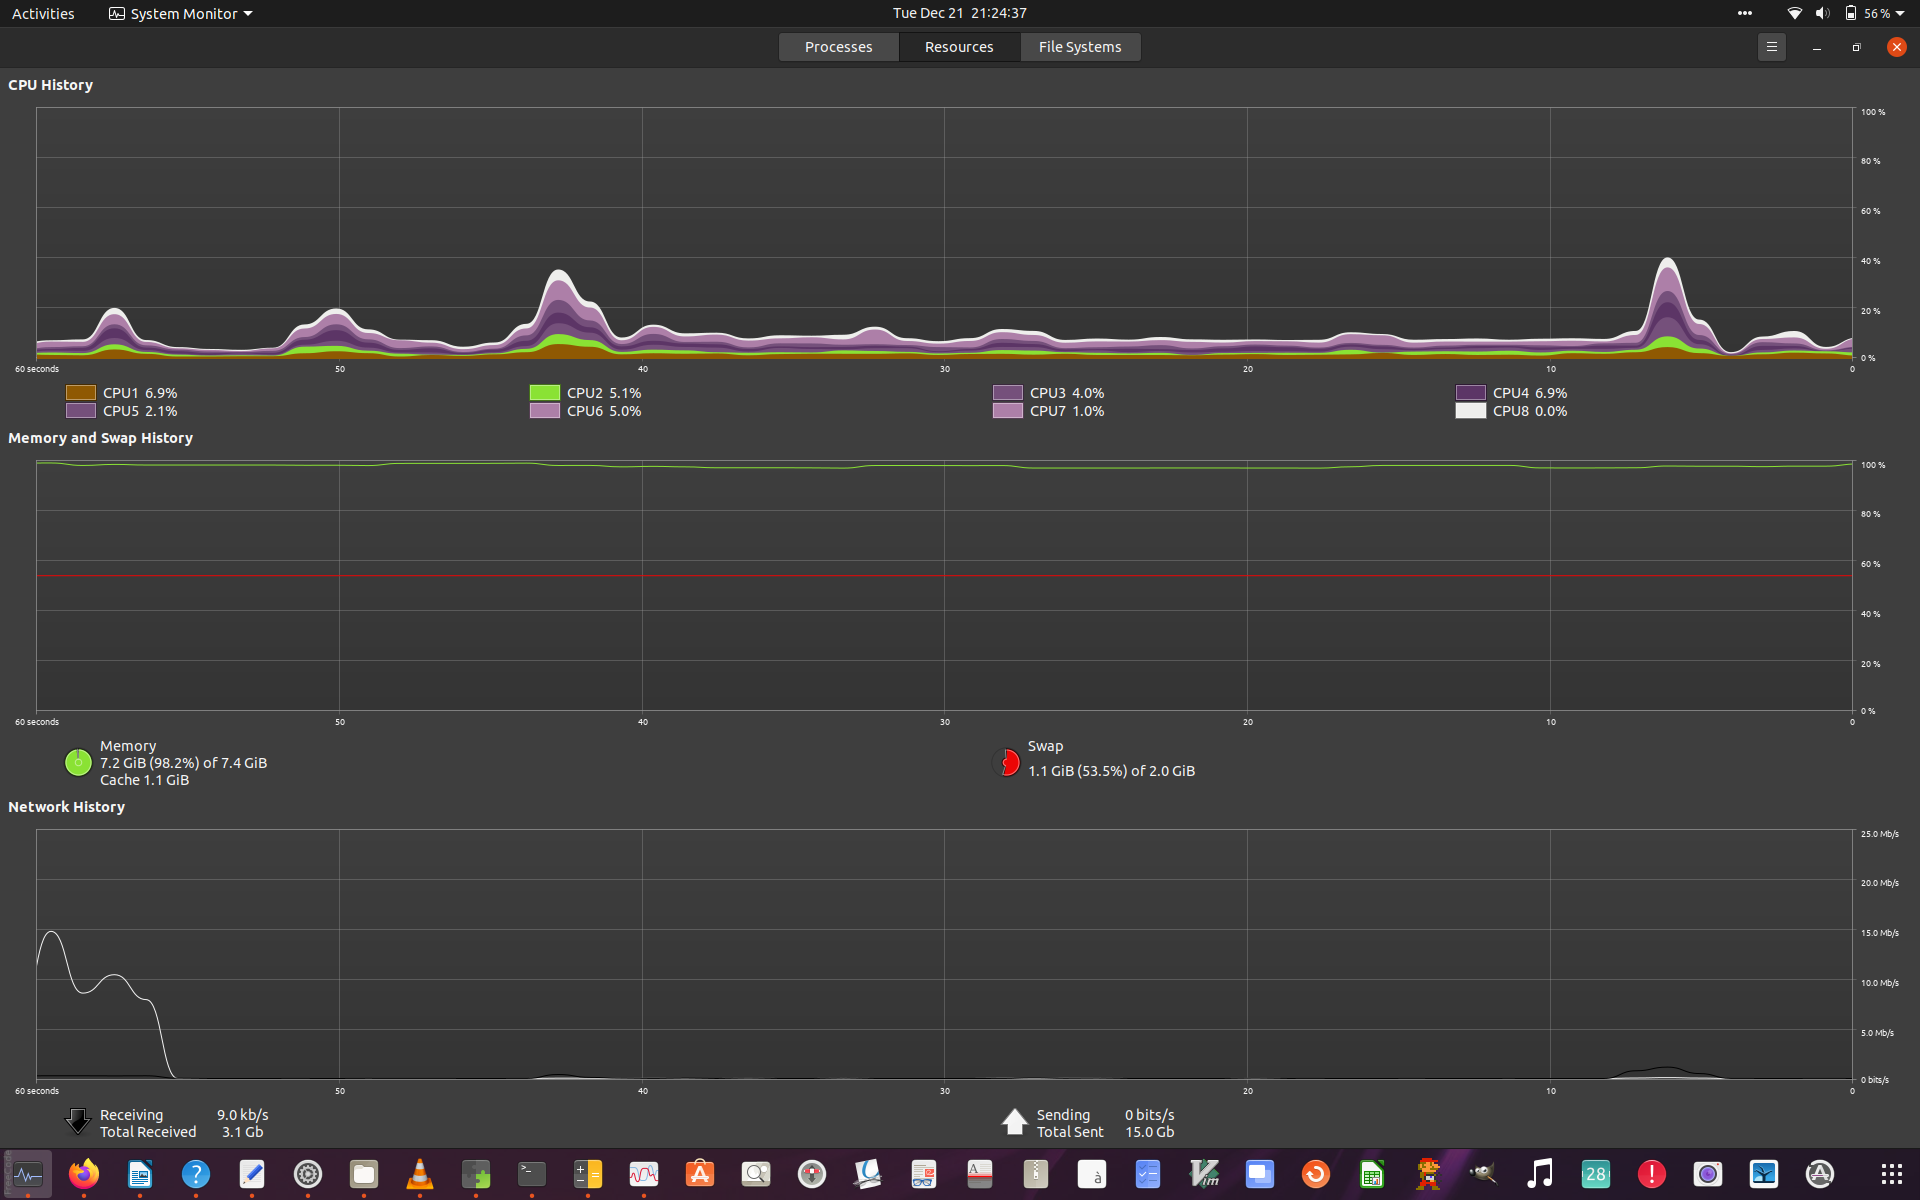 Activities
System Monitor
Tue Dec 21 21:24:37
56 %
Processes
Resources
File Systems
CPU History
100 %
80 %
60 %
40 %
20 %
0 %
60 seconds 50 40 30 20 10 0
CPU1 6.9%
CPU2 5.1%
CPU3 4.0%
CPU4 6.9%
CPU5 2.1%
CPU6 5.0%
CPU7 1.0%
CPU8 0.0%
Memory and Swap History
100 %
80 %
60 %
40 %
20 %
0 %
60 seconds 50 40 30 20 10 0
Memory
7.2 GiB (98.2%) of 7.4 GiB
Cache 1.1 GiB
Swap
1.1 GiB (53.5%) of 2.0 GiB
Network History
25.0 Mb/s
20.0 Mb/s
15.0 Mb/s
10.0 Mb/s
5.0 Mb/s
0 bits/s
60 seconds 50 40 30 20 10 0
Receiving 9.0 kb/s
Total Received 3.1 Gb
Sending 0 bits/s
Total Sent 15.0 Gb
28